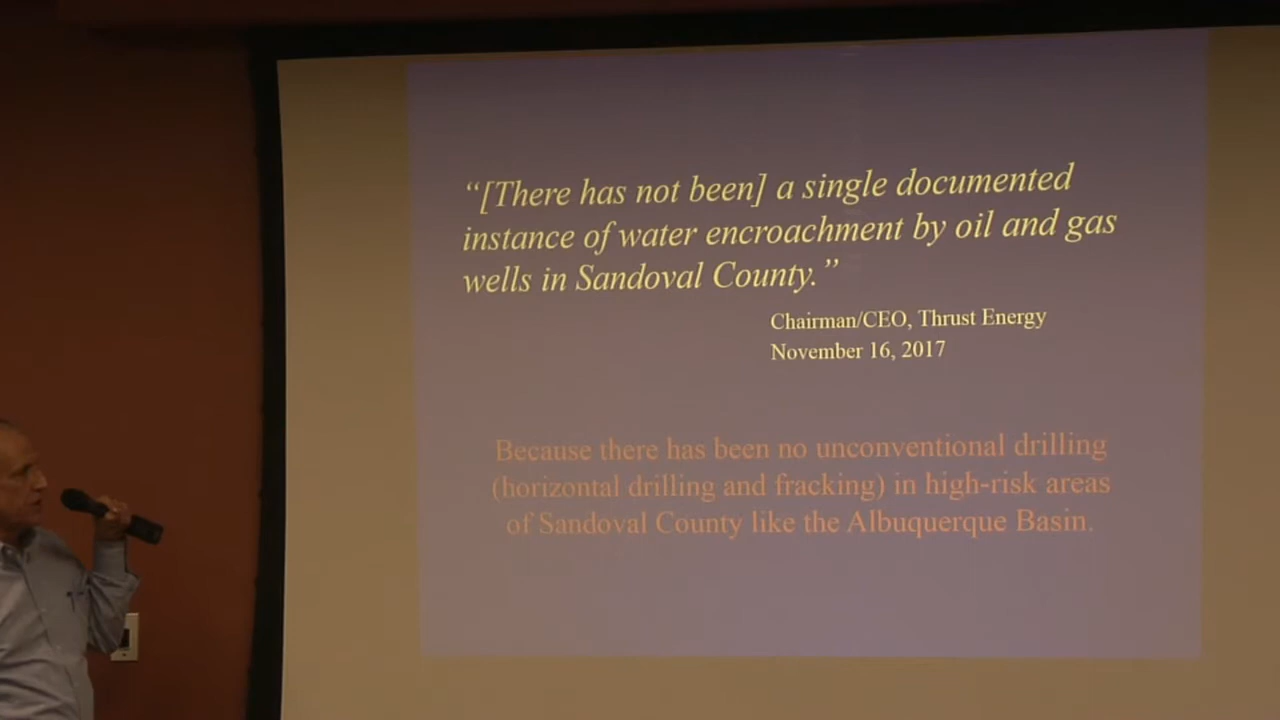 “[There has not been] a single documented
instance of water encroachment by oil and gas
wells in Sandoval County.”
Chairman/CEO, Thrust Energy
November 16, 2017
Because there has been no unconventional drilling
(horizontal drilling and fracking) in high-risk areas
of Sandoval County like the Albuquerque Basin.